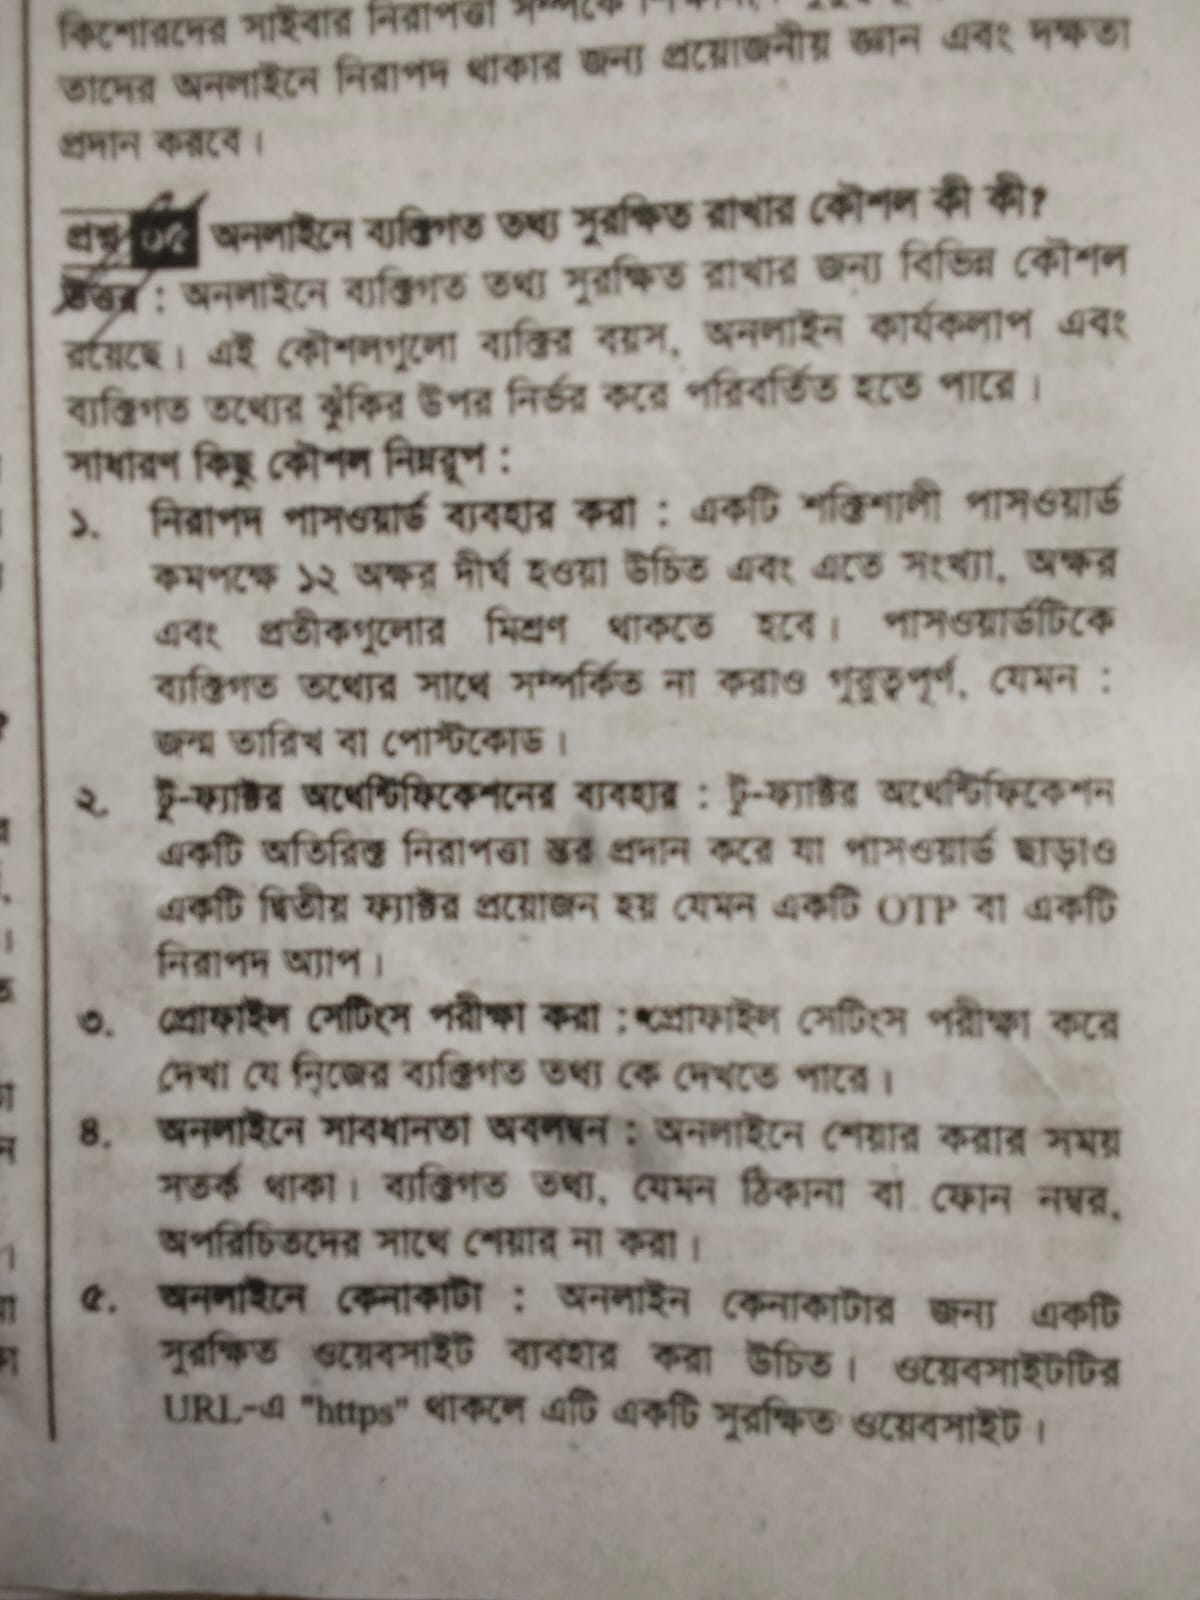 কিশোরদের সাইবার নিরাপত্তা সম্পর্কে
তাদের অনলাইনে নিরাপদ থাকার জন্য প্রয়োজনীয় জ্ঞান এবং দক্ষতা
প্রদান করবে।
প্রশ্ন ০৫ অনলাইনে ব্যক্তিগত তথ্য সুরক্ষিত রাখার কৌশল কী কী?
উত্তর : অনলাইনে ব্যক্তিগত তথ্য সুরক্ষিত রাখার জন্য বিভিন্ন কৌশল
রয়েছে। এই কৌশলগুলো ব্যক্তির বয়স, অনলাইন কার্যকলাপ এবং
ব্যক্তিগত তথ্যের ঝুঁকির উপর নির্ভর করে পরিবর্তিত হতে পারে।
সাধারণ কিছু কৌশল নিম্নরূপ :
১. নিরাপদ পাসওয়ার্ড ব্যবহার করা : একটি শক্তিশালী পাসওয়ার্ড
কমপক্ষে ১২ অক্ষর দীর্ঘ হওয়া উচিত এবং এতে সংখ্যা, অক্ষর
এবং প্রতীকগুলোর মিশ্রণ থাকতে হবে। পাসওয়ার্ডটিকে
ব্যক্তিগত তথ্যের সাথে সম্পর্কিত না করাও গুরুত্বপূর্ণ, যেমন :
জন্ম তারিখ বা পোস্টকোড।
২. টু-ফ্যাক্টর অথেন্টিফিকেশনের ব্যবহার : টু-ফ্যাক্টর অথেন্টিফিকেশন
একটি অতিরিক্ত নিরাপত্তা স্তর প্রদান করে যা পাসওয়ার্ড ছাড়াও
একটি দ্বিতীয় ফ্যাক্টর প্রয়োজন হয় যেমন একটি OTP বা একটি
নিরাপদ অ্যাপ।
৩. প্রোফাইল সেটিংস পরীক্ষা করা : প্রোফাইল সেটিংস পরীক্ষা করে
দেখা যে নিজের ব্যক্তিগত তথ্য কে দেখতে পারে।
৪. অনলাইনে সাবধানতা অবলম্বন : অনলাইনে শেয়ার করার সময়
সতর্ক থাকা। ব্যক্তিগত তথ্য, যেমন ঠিকানা বা ফোন নম্বর,
অপরিচিতদের সাথে শেয়ার না করা।
৫. অনলাইনে কেনাকাটা : অনলাইন কেনাকাটার জন্য একটি
সুরক্ষিত ওয়েবসাইট ব্যবহার করা উচিত। ওয়েবসাইটটির
URL-এ "https" থাকলে এটি একটি সুরক্ষিত ওয়েবসাইট।